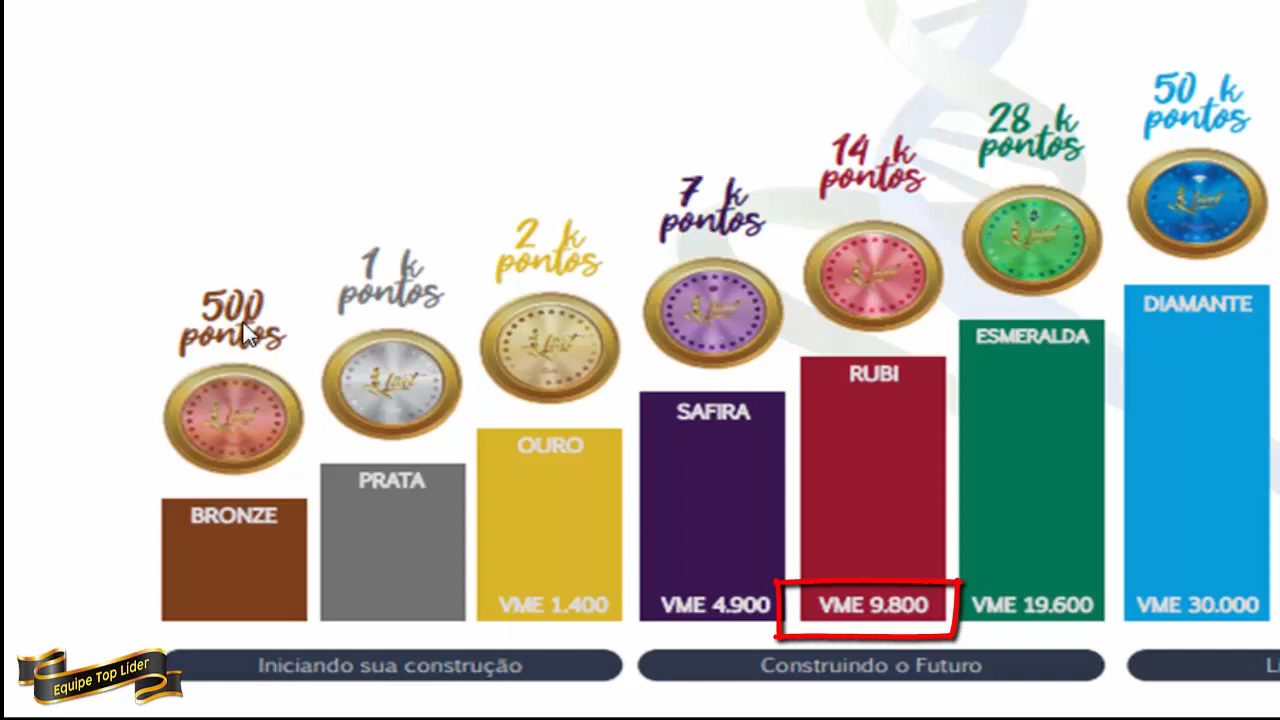 500
pontos
1 k
pontos
2 k
pontos
7 k
pontos
14 k
pontos
28 k
pontos
50 k
pontos
BRONZE
PRATA
OURO
SAFIRA
RUBI
ESMERALDA
DIAMANTE
VME 1.400
VME 4.900
VME 9.800
VME 19.600
VME 30.000
Iniciando sua construção
Construindo o Futuro
Equipe Top Líder